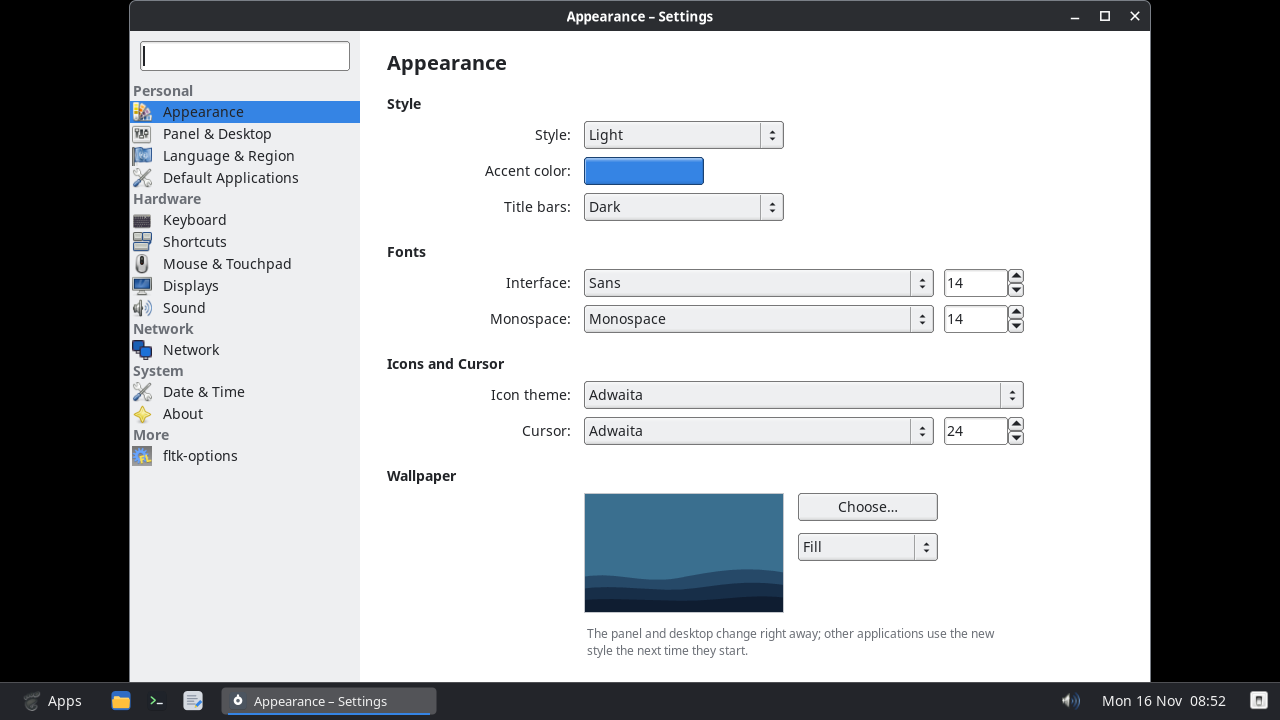 Appearance – Settings
Personal
Appearance
Panel & Desktop
Language & Region
Default Applications
Hardware
Keyboard
Shortcuts
Mouse & Touchpad
Displays
Sound
Network
Network
System
Date & Time
About
More
fltk-options
Appearance
Style
Style: Light
Accent color:
Title bars: Dark
Fonts
Interface: Sans 14
Monospace: Monospace 14
Icons and Cursor
Icon theme: Adwaita
Cursor: Adwaita 24
Wallpaper
Choose...
Fill
The panel and desktop change right away; other applications use the new
style the next time they start.
Apps
Appearance – Settings
Mon 16 Nov 08:52